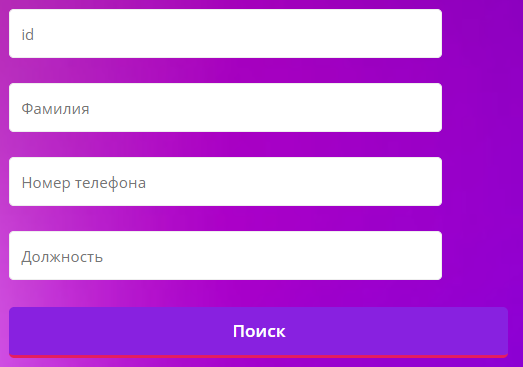 id
Фамилия
Номер телефона
Должность
Поиск